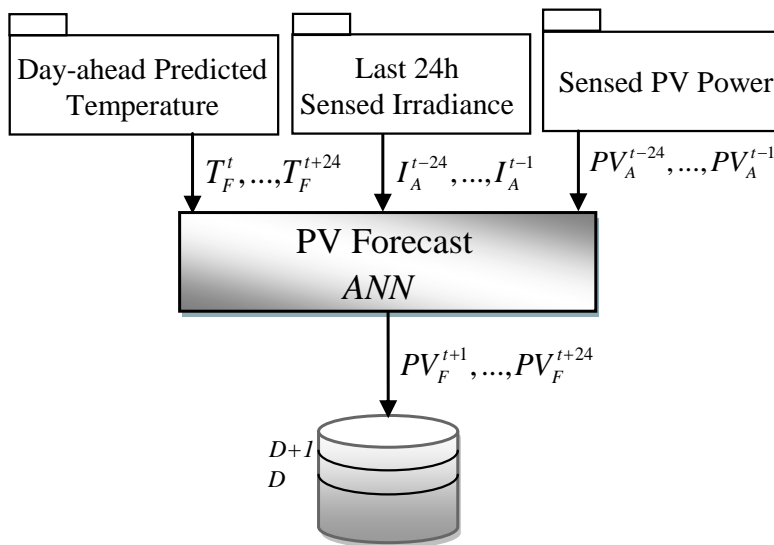 Day-ahead Predicted
Temperature
Last 24h
Sensed Irradiance
Sensed PV Power
T_F^t,...,T_F^{t+24}
I_A^{t-24},...,I_A^{t-1}
PV_A^{t-24},...,PV_A^{t-1}
PV Forecast
ANN
PV_F^{t+1},...,PV_F^{t+24}
D+1
D